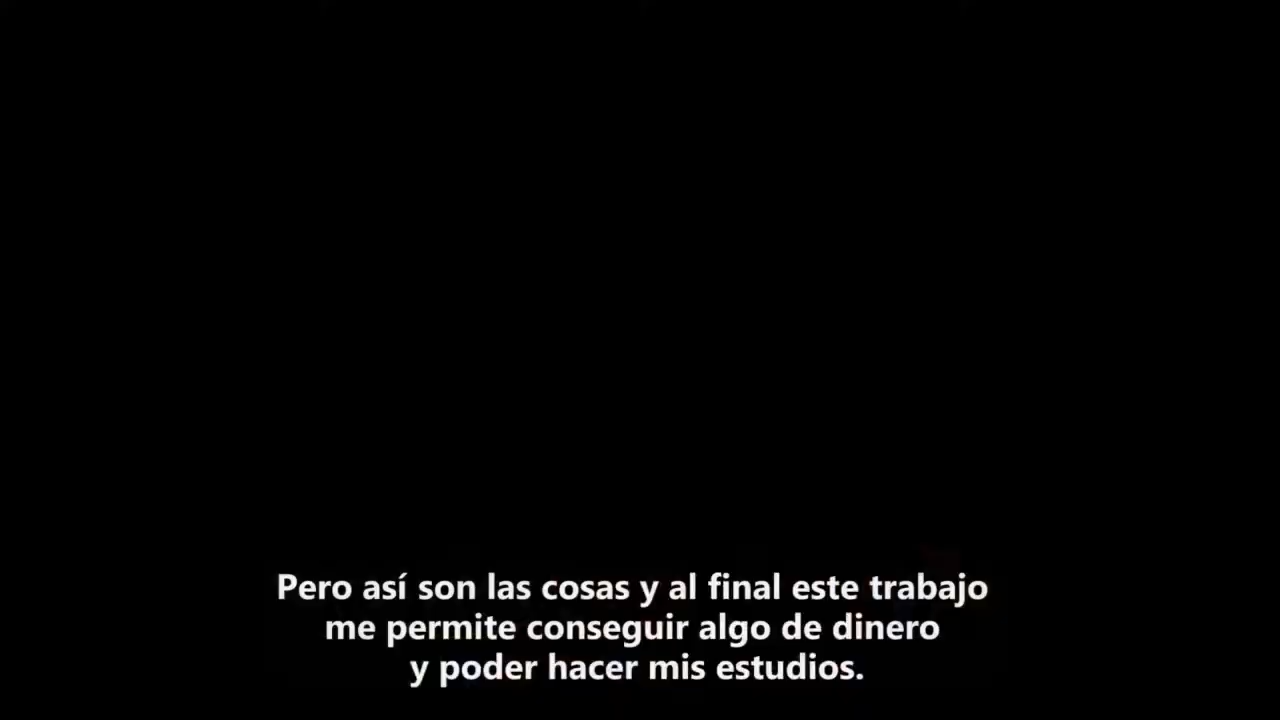 Pero así son las cosas y al final este trabajo
me permite conseguir algo de dinero
y poder hacer mis estudios.